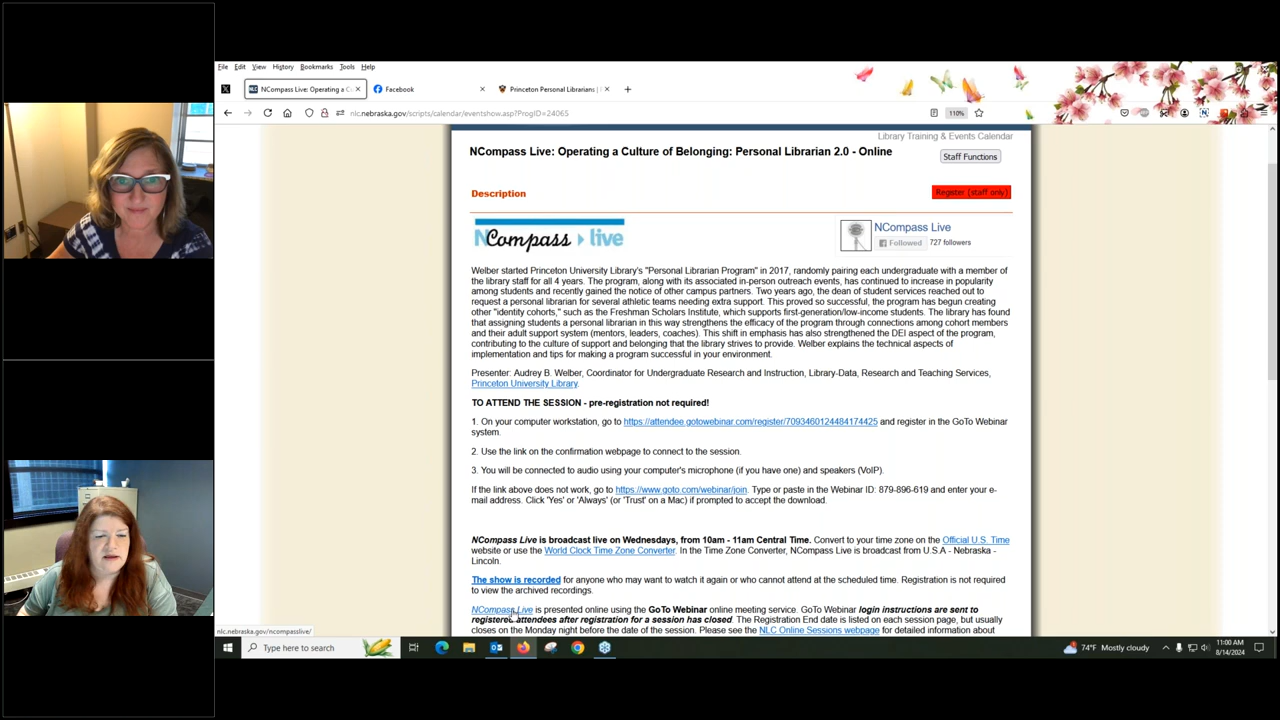 File Edit View History Bookmarks Tools Help
NCompass Live: Operating a C
Facebook
Princeton Personal Librarians |
nlc.nebraska.gov/scripts/calendar/eventshow.asp?ProgID=24065
110%
Library Training & Events Calendar
NCompass Live: Operating a Culture of Belonging: Personal Librarian 2.0 - Online
Staff Functions
Description
Register (staff only)
NCompass live
NCompass Live
Followed 727 followers
Welber started Princeton University Library's "Personal Librarian Program" in 2017, randomly pairing each undergraduate with a member of
the library staff for all 4 years. The program, along with its associated in-person outreach events, has continued to increase in popularity
among students and recently gained the notice of other campus partners. Two years ago, the dean of student services reached out to
request a personal librarian for several athletic teams needing extra support. This proved so successful, the program has begun creating
other "identity cohorts," such as the Freshman Scholars Institute, which supports first-generation/low-income students. The library has found
that assigning students a personal librarian in this way strengthens the efficacy of the program through connections among cohort members
and their adult support system (mentors, leaders, coaches). This shift in emphasis has also strengthened the DEI aspect of the program,
contributing to the culture of support and belonging that the library strives to provide. Welber explains the technical aspects of
implementation and tips for making a program successful in your environment.
Presenter: Audrey B. Welber, Coordinator for Undergraduate Research and Instruction, Library-Data, Research and Teaching Services,
Princeton University Library.
TO ATTEND THE SESSION - pre-registration not required!
1. On your computer workstation, go to https://attendee.gotowebinar.com/register/7093460124484174425 and register in the GoTo Webinar
system.
2. Use the link on the confirmation webpage to connect to the session.
3. You will be connected to audio using your computer's microphone (if you have one) and speakers (VoIP).
If the link above does not work, go to https://www.goto.com/webinar/join. Type or paste in the Webinar ID: 879-896-619 and enter your e-
mail address. Click 'Yes' or 'Always' (or 'Trust' on a Mac) if prompted to accept the download.
NCompass Live is broadcast live on Wednesdays, from 10am - 11am Central Time. Convert to your time zone on the Official U.S. Time
website or use the World Clock Time Zone Converter. In the Time Zone Converter, NCompass Live is broadcast from U.S.A - Nebraska -
Lincoln.
The show is recorded for anyone who may want to watch it again or who cannot attend at the scheduled time. Registration is not required
to view the archived recordings.
NCompass Live is presented online using the GoTo Webinar online meeting service. GoTo Webinar login instructions are sent to
registered attendees after registration for a session has closed. The Registration End date is listed on each session page, but usually
closes on the Monday night before the date of the session. Please see the NLC Online Sessions webpage for detailed information about
nlc.nebraska.gov/ncompasslive/
Type here to search
74°F Mostly cloudy
11:00 AM
8/14/2024